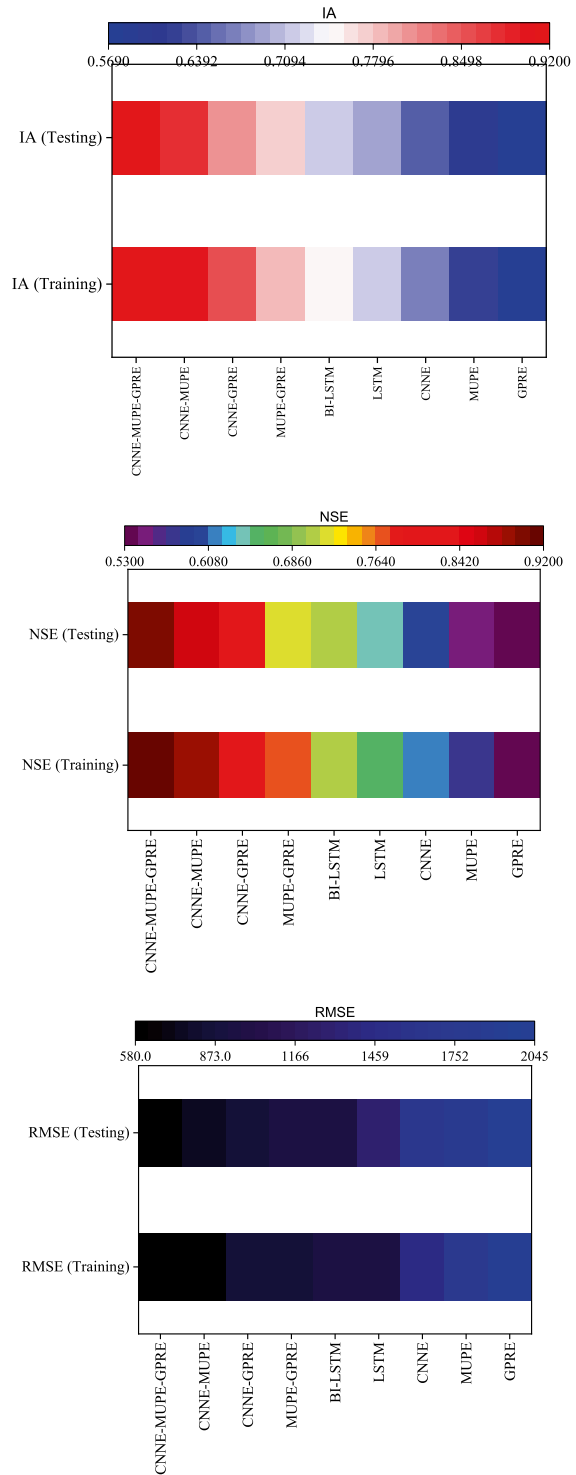 IA
0.5690 0.6392 0.7094 0.7796 0.8498 0.9200
IA (Testing)
IA (Training)
CNNE-MUPE-GPRE
CNNE-MUPE
CNNE-GPRE
MUPE-GPRE
BI-LSTM
LSTM
CNNE
MUPE
GPRE
NSE
0.5300 0.6080 0.6860 0.7640 0.8420 0.9200
NSE (Testing)
NSE (Training)
CNNE-MUPE-GPRE
CNNE-MUPE
CNNE-GPRE
MUPE-GPRE
BI-LSTM
LSTM
CNNE
MUPE
GPRE
RMSE
580.0 873.0 1166 1459 1752 2045
RMSE (Testing)
RMSE (Training)
CNNE-MUPE-GPRE
CNNE-MUPE
CNNE-GPRE
MUPE-GPRE
BI-LSTM
LSTM
CNNE
MUPE
GPRE